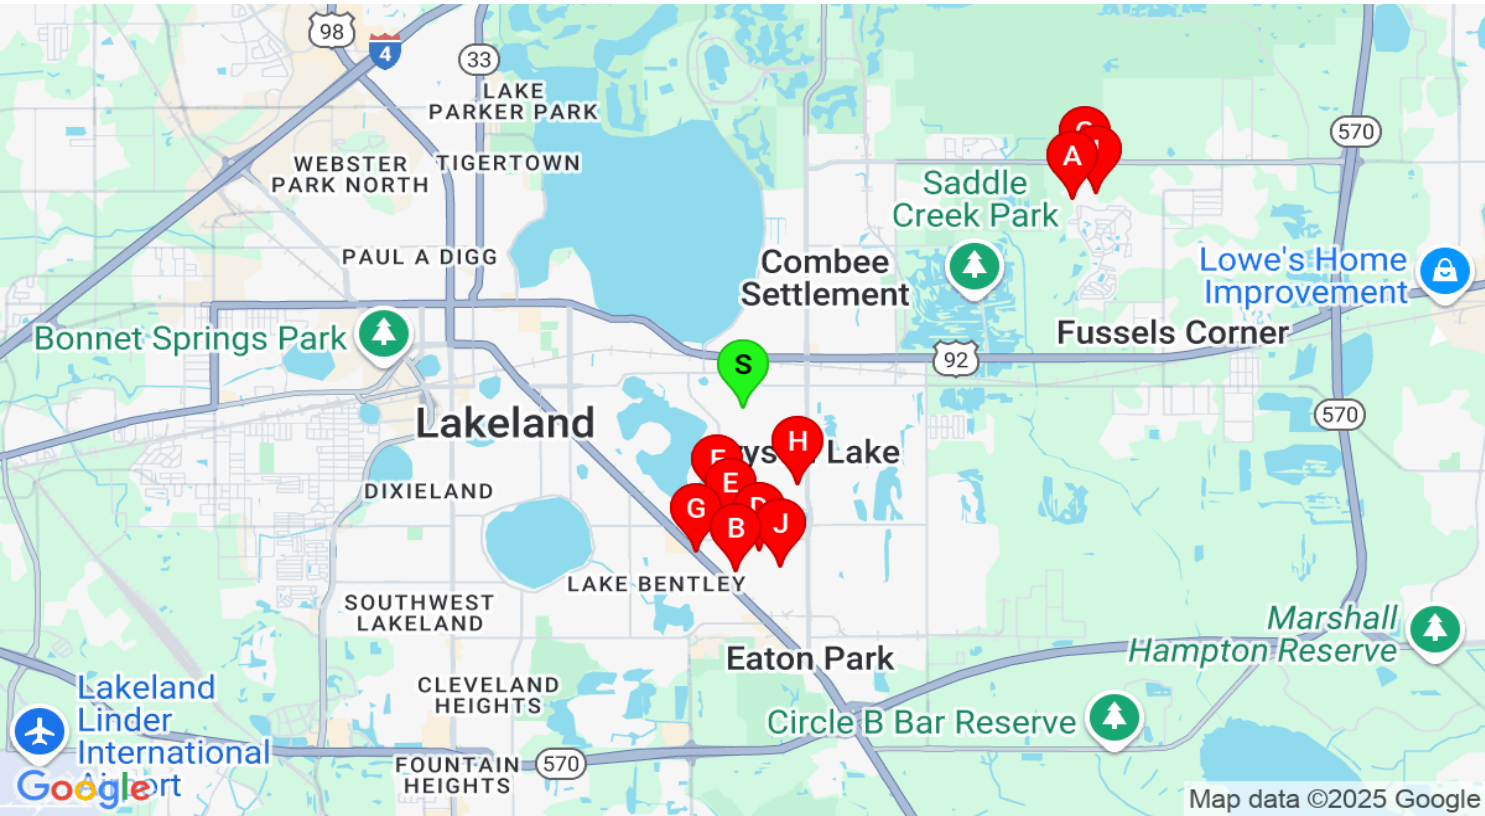 98
4
33
LAKE
PARKER PARK
570
WEBSTER
PARK NORTH
TIGERTOWN
C
A
Saddle
Creek Park
PAUL A DIGG
Combee
Settlement
Lowe's Home
Improvement
Bonnet Springs Park
Fussels Corner
92
S
Lakeland
570
H
Lake
E
G
B
J
DIXIELAND
LAKE BENTLEY
SOUTHWEST
LAKELAND
Marshall
Hampton Reserve
Eaton Park
CLEVELAND
HEIGHTS
Lakeland
Linder
International
Circle B Bar Reserve
FOUNTAIN
HEIGHTS
570
Google
Map data ©2025 Google